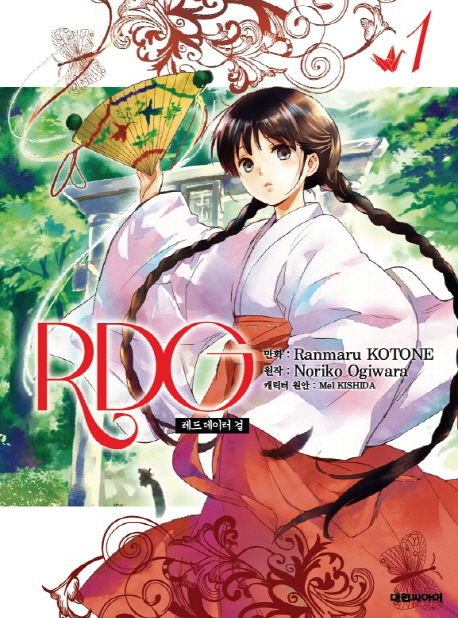 1
RDG
레드 데이터 걸
만화 : Ranmaru KOTONE
원작 : Noriko Ogiwara
캐릭터 원안 : Mel KISHIDA
대원씨아이